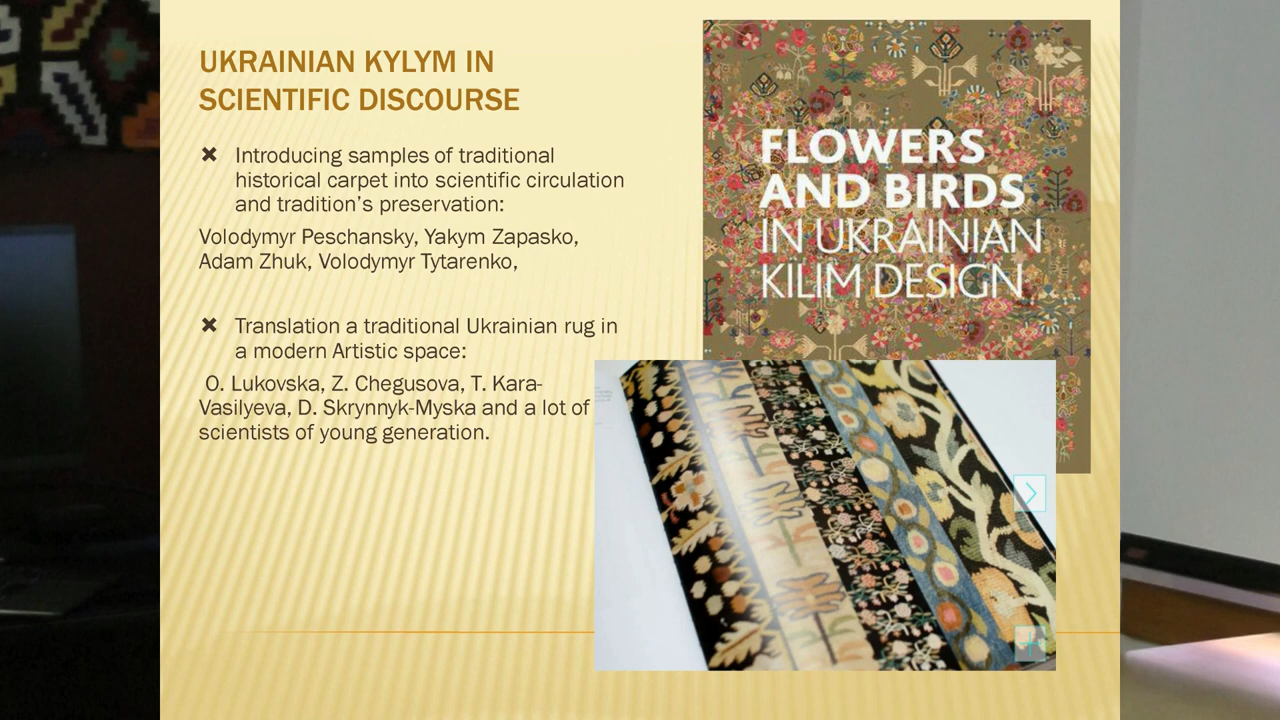 UKRAINIAN KYLYM IN
SCIENTIFIC DISCOURSE
Introducing samples of traditional
historical carpet into scientific circulation
and tradition's preservation:
Volodymyr Peschansky, Yakym Zapasko,
Adam Zhuk, Volodymyr Tytarenko,
Translation a traditional Ukrainian rug in
a modern Artistic space:
O. Lukovska, Z. Chegusova, T. Kara-
Vasilyeva, D. Skrynnyk-Myska and a lot of
scientists of young generation.
FLOWERS
AND BIRDS
IN UKRAINIAN
KILIM DESIGN